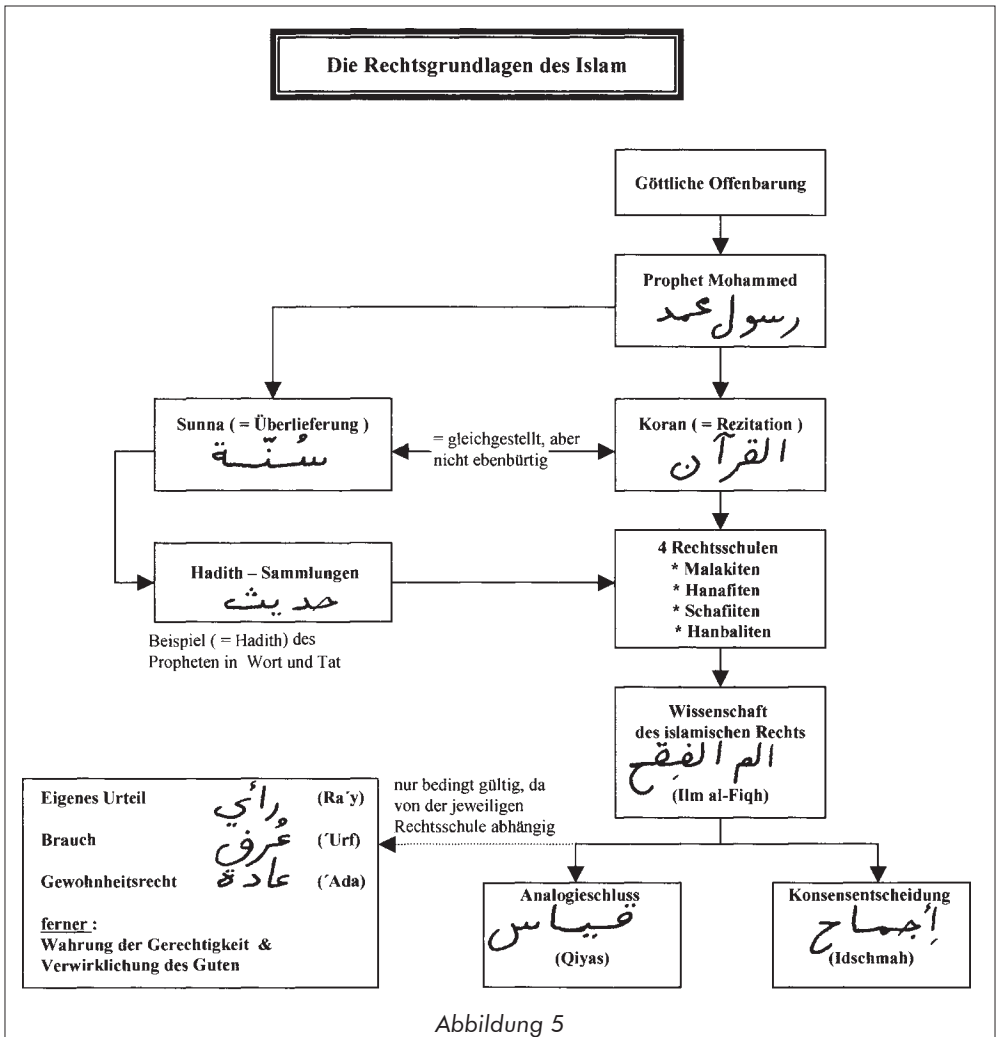 Die Rechtsgrundlagen des Islam
Göttliche Offenbarung
Prophet Mohammed
رسول محمد
Sunna ( = Überlieferung )
سُنّة
= gleichgestellt, aber
nicht ebenbürtig
Koran ( = Rezitation )
القرآن
Hadith – Sammlungen
حديث
Beispiel ( = Hadith) des
Propheten in Wort und Tat
4 Rechtsschulen
* Malakiten
* Hanafiten
* Schafiiten
* Hanbaliten
Wissenschaft
des islamischen Rechts
الم الفِقح
(Ilm al-Fiqh)
nur bedingt gültig, da
von der jeweiligen
Rechtsschule abhängig
Eigenes Urteil رأي (Ra´y)
Brauch عُرف (´Urf)
Gewohnheitsrecht عادة (´Ada)
ferner :
Wahrung der Gerechtigkeit &
Verwirklichung des Guten
Analogieschluss
قياس
(Qiyas)
Konsensentscheidung
إجماح
(Idschmah)
Abbildung 5